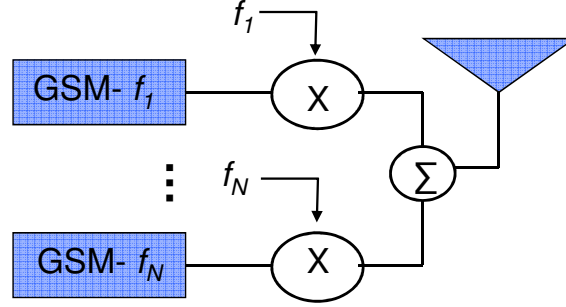 f1
GSM- f1
X
Σ
⋮
fN
GSM- fN
X